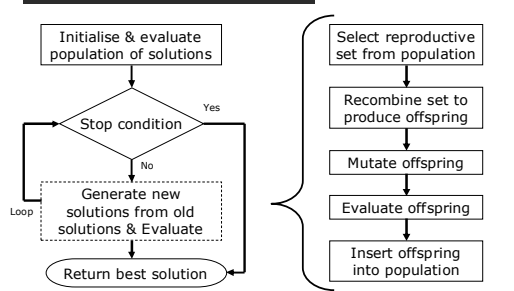 Initialise & evaluate
population of solutions
Stop condition
Yes
No
Loop
Generate new
solutions from old
solutions & Evaluate
Return best solution
Select reproductive
set from population
Recombine set to
produce offspring
Mutate offspring
Evaluate offspring
Insert offspring
into population